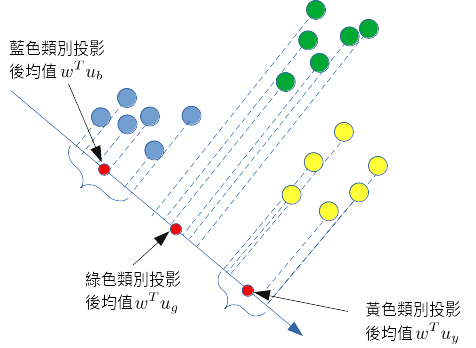 藍色類別投影
後均值 $w^T u_b$
綠色類別投影
後均值 $w^T u_g$
黃色類別投影
後均值 $w^T u_y$